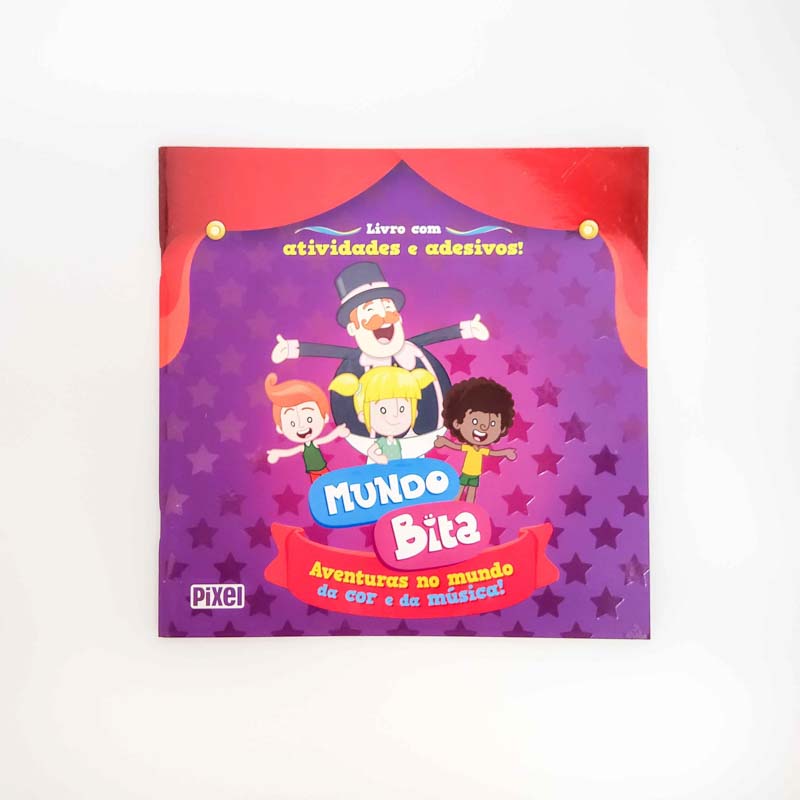 Livro com
atividades e adesivos!
MUNDO
Bita
Aventuras no mundo
da cor e da música!
PiXel